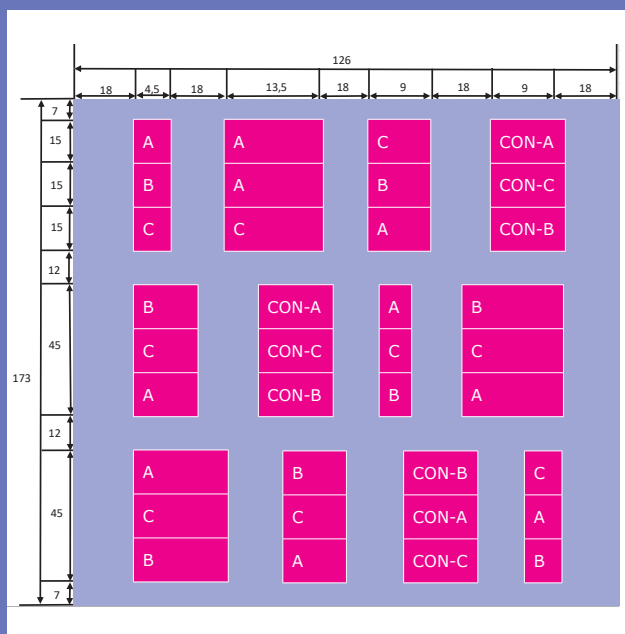 126
18 4,5 18 13,5 18 9 18 9 18
7
15 A A C CON-A
15 B A B CON-C
15 C C A CON-B
12
B CON-A A B
45 C CON-C C C
173
A CON-B B A
12
A B CON-B C
45 C C CON-A A
B A CON-C B
7